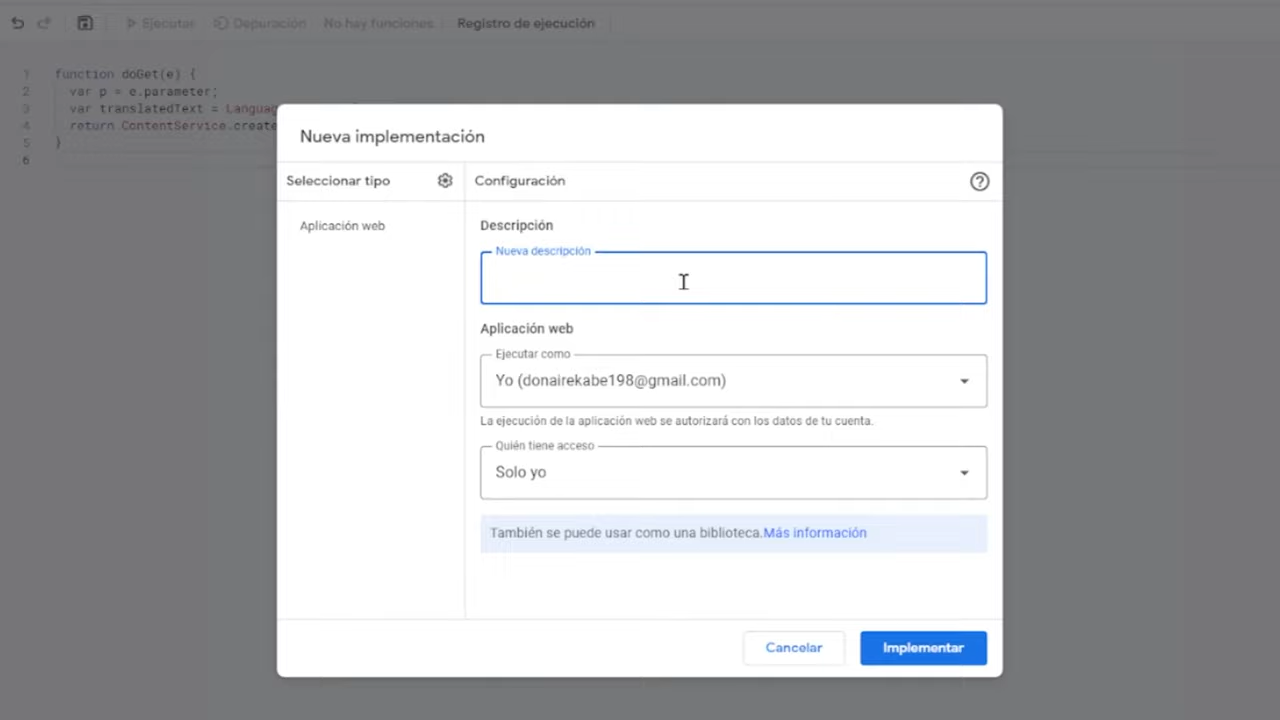 Ejecutar Depuración No hay funciones Registro de ejecución
1 function doGet(e) {
2 var p = e.parameter;
3 var translatedText = Langua
4 return ContentService.create
5 }
6
Nueva implementación
Seleccionar tipo
Configuración
Aplicación web
Descripción
Nueva descripción
Aplicación web
Ejecutar como
Yo (donairekabe198@gmail.com)
La ejecución de la aplicación web se autorizará con los datos de tu cuenta.
Quién tiene acceso
Solo yo
También se puede usar como una biblioteca.Más información
Cancelar
Implementar